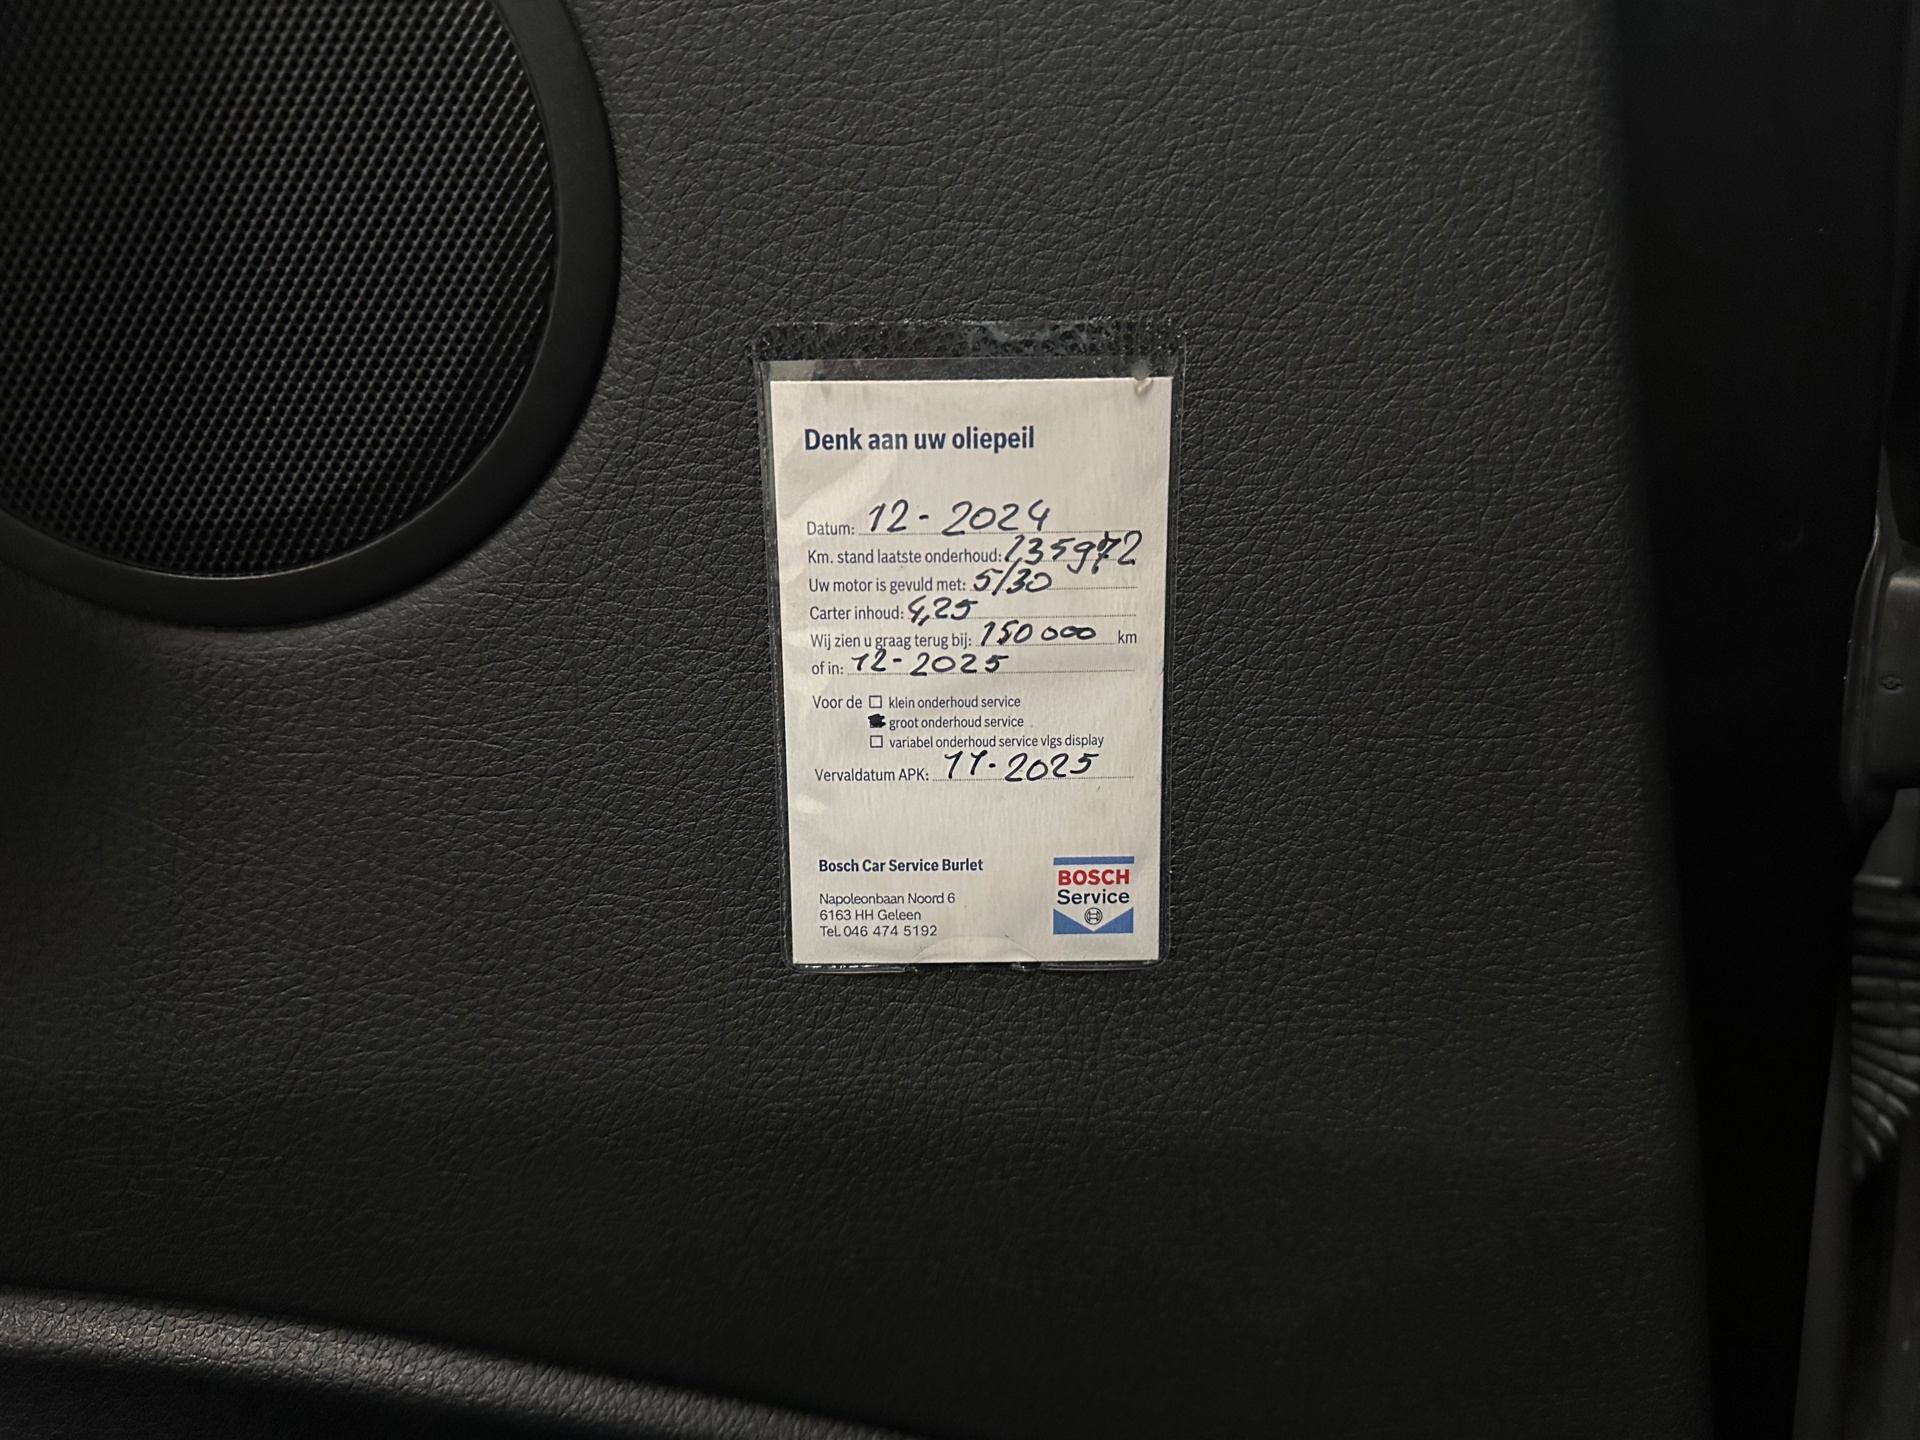 Denk aan uw oliepeil
Datum: 12 - 2024
Km. stand laatste onderhoud: 135972
Uw motor is gevuld met: 5/30
Carter inhoud: 4,25
Wij zien u graag terug bij: 150 000 km
of in: 12 - 2025
Voor de ☐ klein onderhoud service
■ groot onderhoud service
☐ variabel onderhoud service vlgs display
Vervaldatum APK: 11 - 2025
Bosch Car Service Burlet
Napoleonbaan Noord 6
6163 HH Geleen
Tel. 046 474 5192
BOSCH
Service